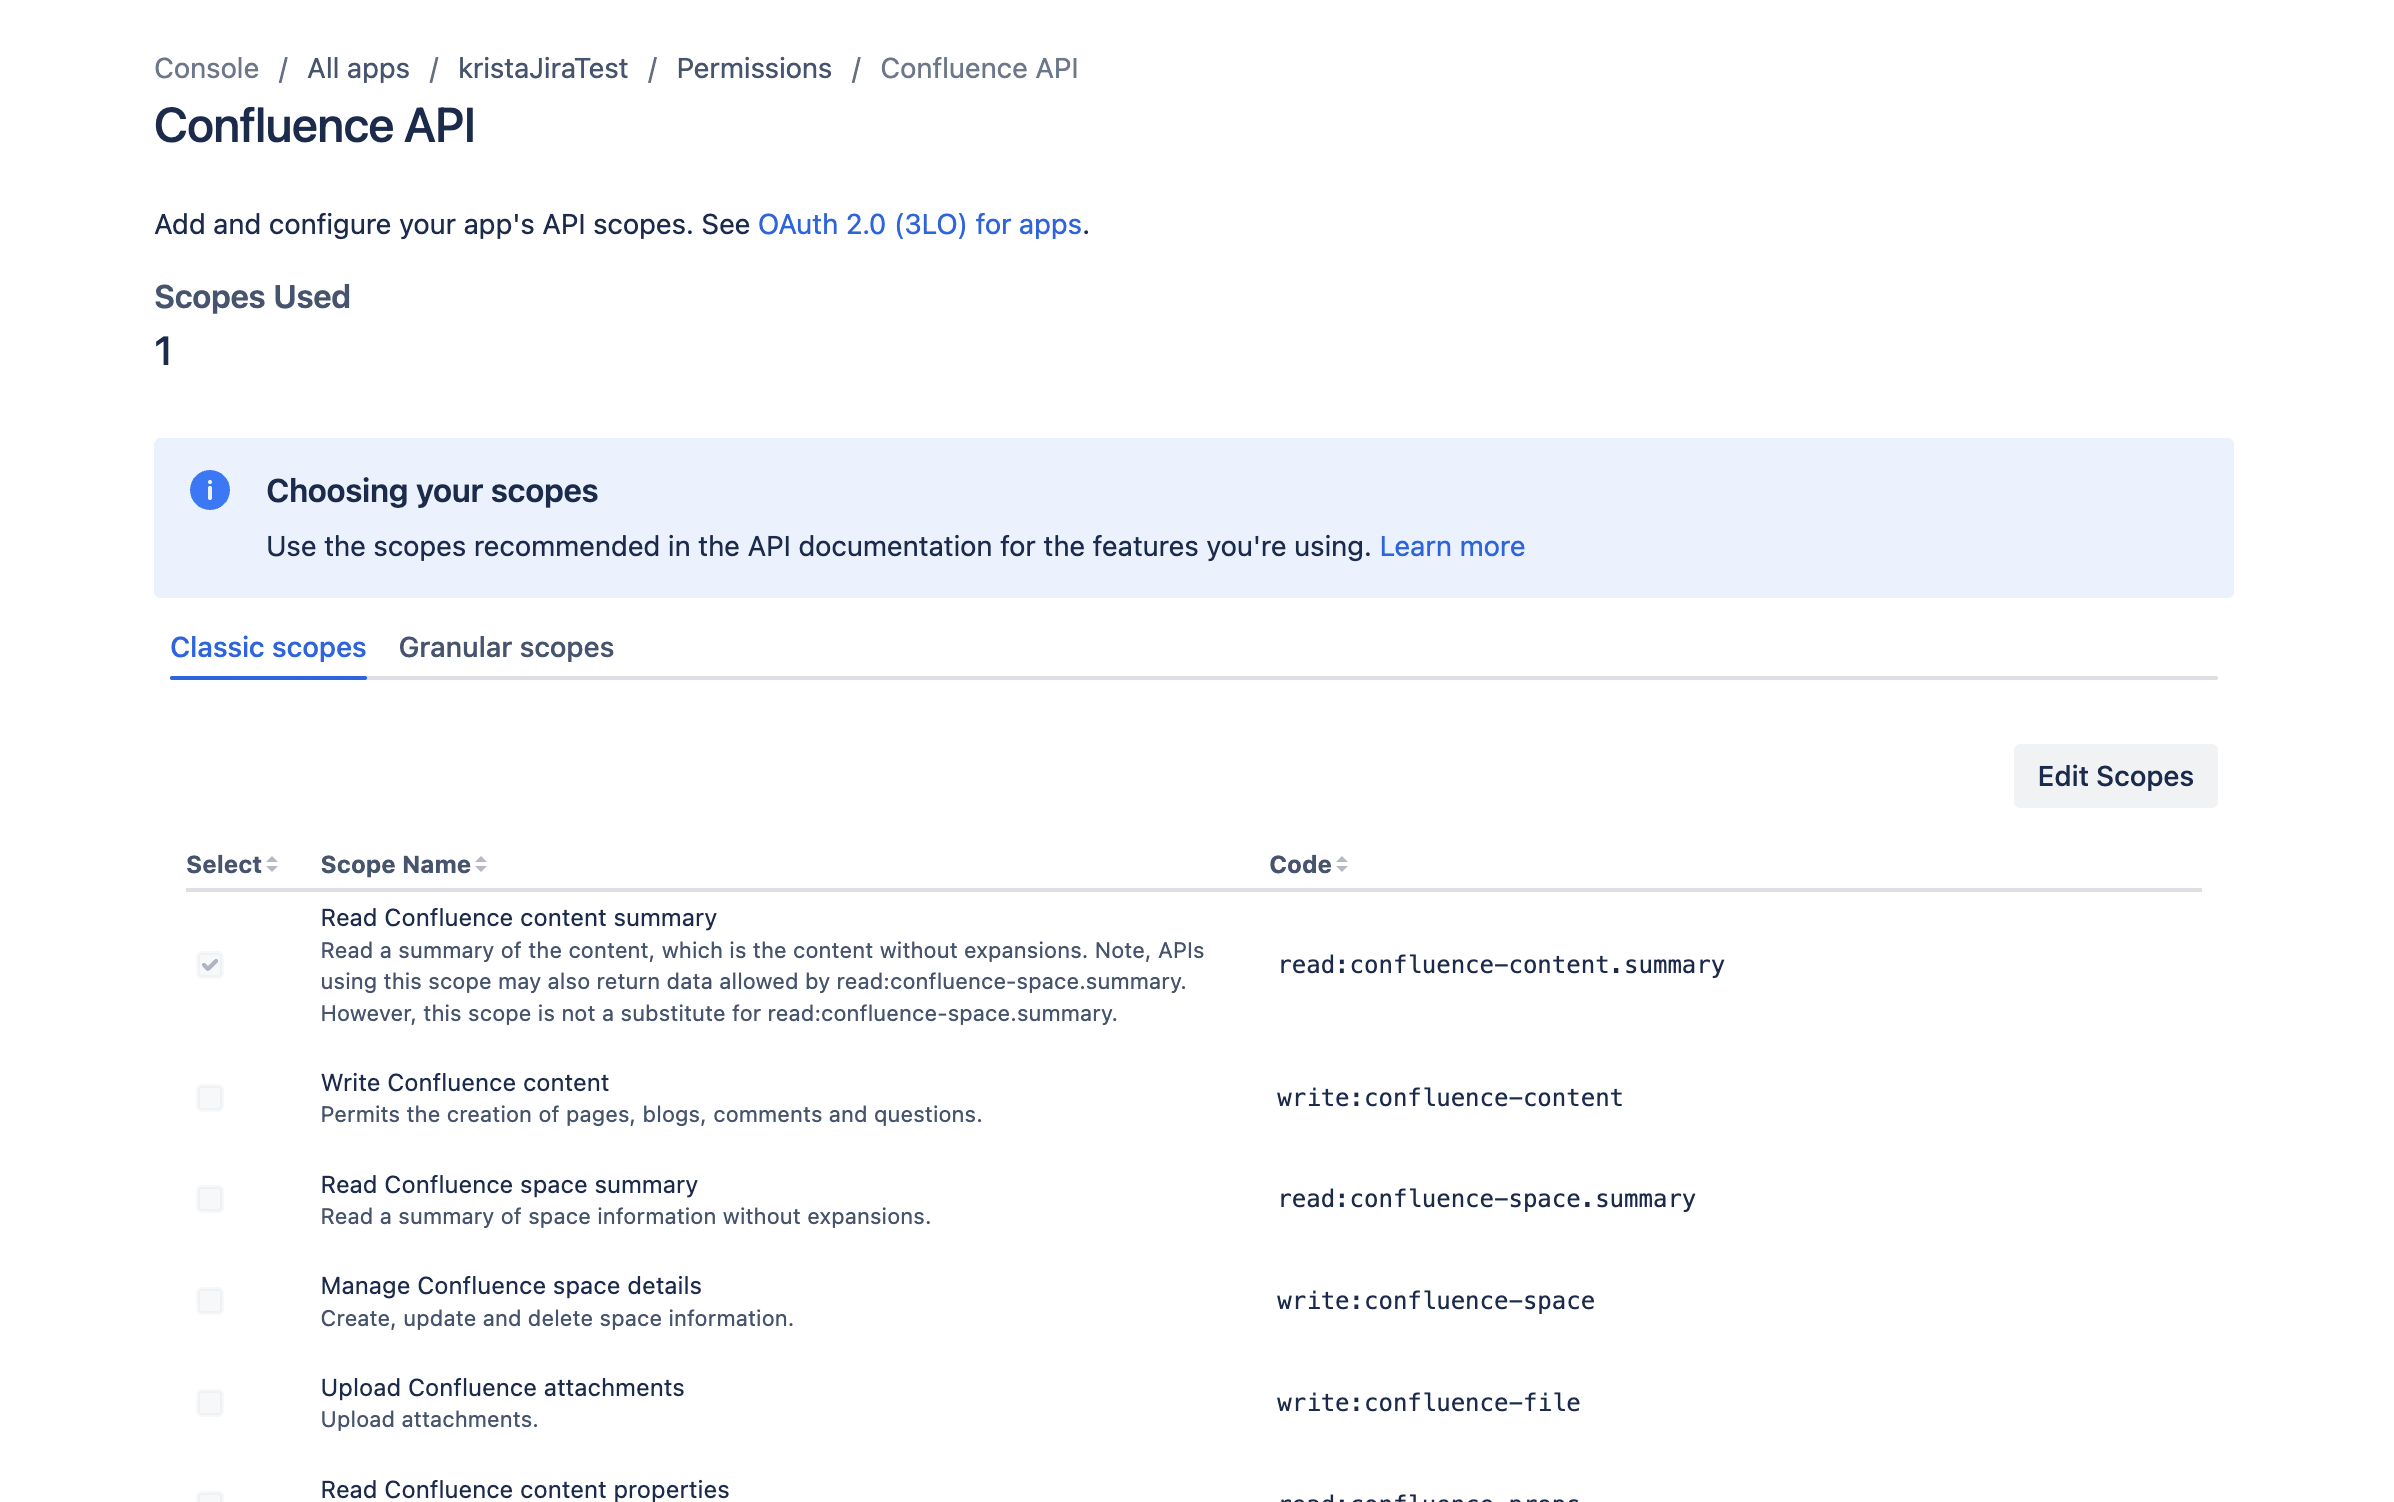 Console / All apps / kristaJiraTest / Permissions / Confluence API
Confluence API
Add and configure your app's API scopes. See OAuth 2.0 (3LO) for apps.
Scopes Used
1
Choosing your scopes
Use the scopes recommended in the API documentation for the features you're using. Learn more
Classic scopes Granular scopes
Edit Scopes
Select Scope Name Code
Read Confluence content summary
Read a summary of the content, which is the content without expansions. Note, APIs
using this scope may also return data allowed by read:confluence-space.summary.
However, this scope is not a substitute for read:confluence-space.summary.
read:confluence-content.summary
Write Confluence content
Permits the creation of pages, blogs, comments and questions.
write:confluence-content
Read Confluence space summary
Read a summary of space information without expansions.
read:confluence-space.summary
Manage Confluence space details
Create, update and delete space information.
write:confluence-space
Upload Confluence attachments
Upload attachments.
write:confluence-file
Read Confluence content properties